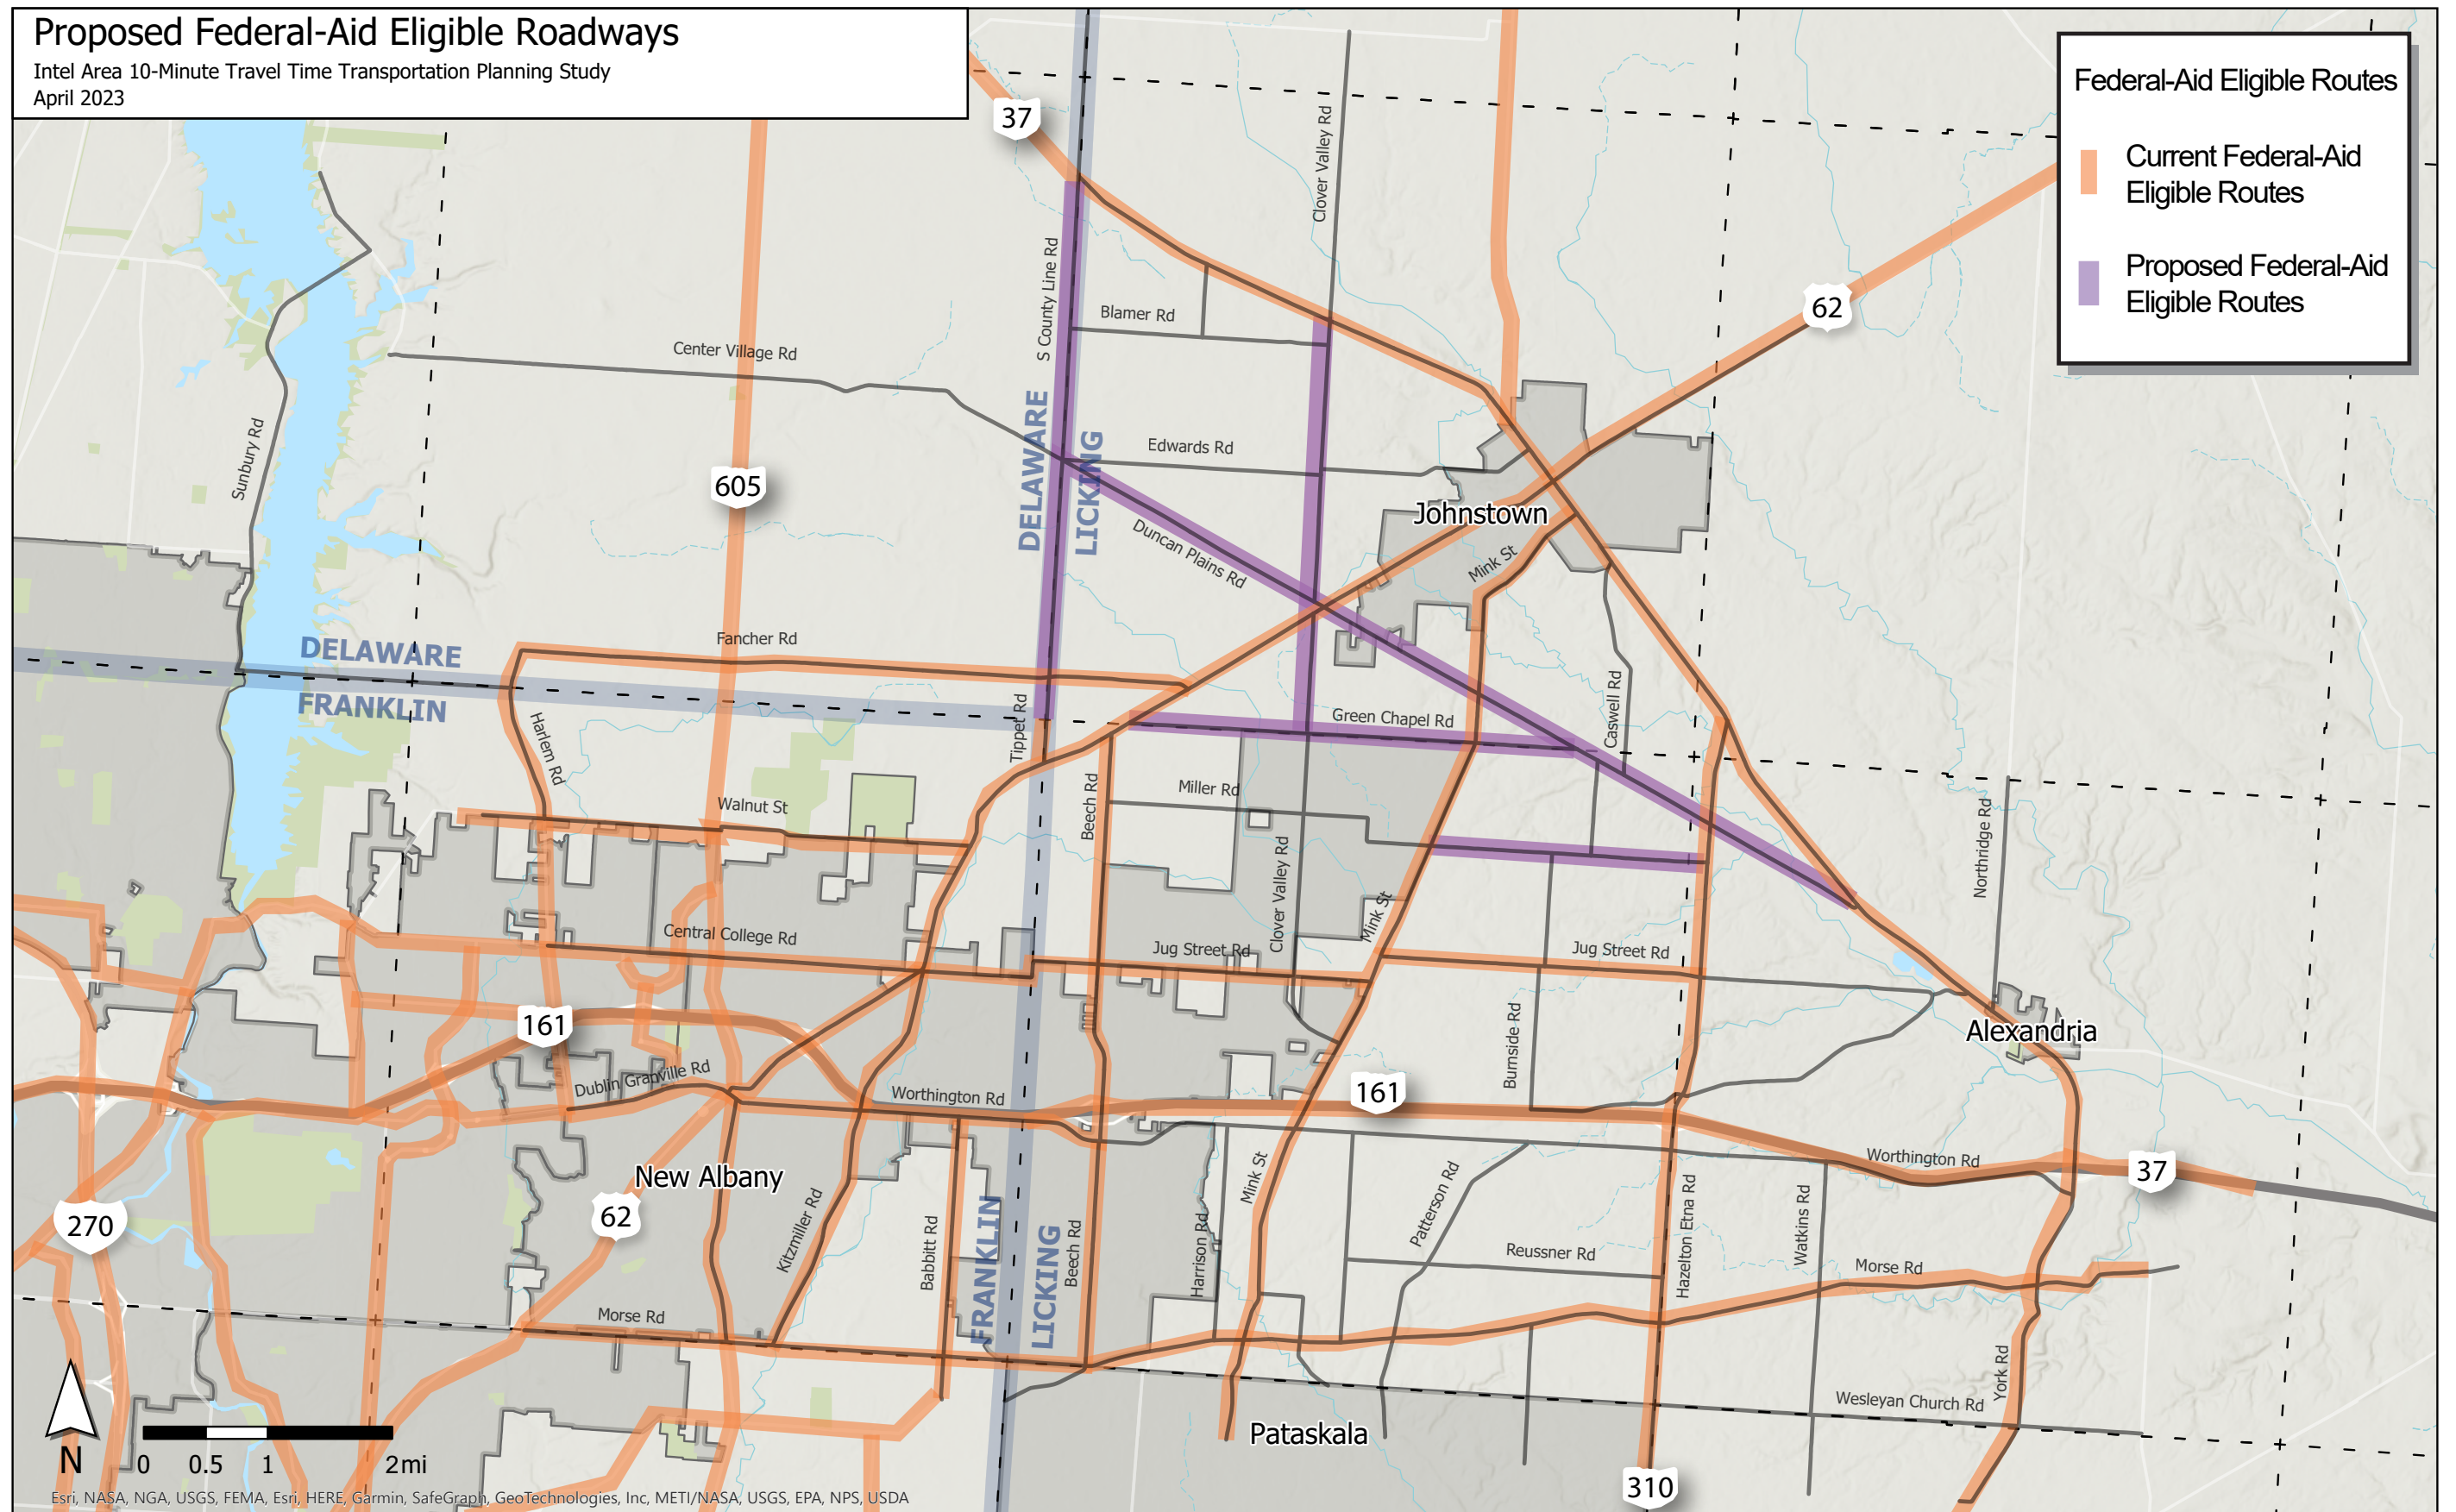 Proposed Federal-Aid Eligible Roadways
Intel Area 10-Minute Travel Time Transportation Planning Study
April 2023
Federal-Aid Eligible Routes
Current Federal-Aid
Eligible Routes
Proposed Federal-Aid
Eligible Routes
37
Clover Valley Rd
S County Line Rd
Blamer Rd
62
Center Village Rd
Sunbury Rd
605
DELAWARE
LICKING
Edwards Rd
Johnstown
Duncan Plains Rd
Mink St
Fancher Rd
DELAWARE
FRANKLIN
Harlem Rd
Tippet Rd
Green Chapel Rd
Caswell Rd
Walnut St
Beech Rd
Miller Rd
Northridge Rd
Clover Valley Rd
Mink St
Central College Rd
Jug Street Rd
Jug Street Rd
161
Alexandria
Burnside Rd
Dublin Granville Rd
Worthington Rd
161
Worthington Rd
37
New Albany
62
270
Kitzmiller Rd
Babbitt Rd
FRANKLIN
LICKING
Beech Rd
Harrison Rd
Mink St
Patterson Rd
Reussner Rd
Hazelton Etna Rd
Watkins Rd
Morse Rd
Morse Rd
York Rd
Wesleyan Church Rd
Pataskala
310
N
0 0.5 1 2mi
Esri, NASA, NGA, USGS, FEMA, Esri, HERE, Garmin, SafeGraph, GeoTechnologies, Inc, METI/NASA, USGS, EPA, NPS, USDA